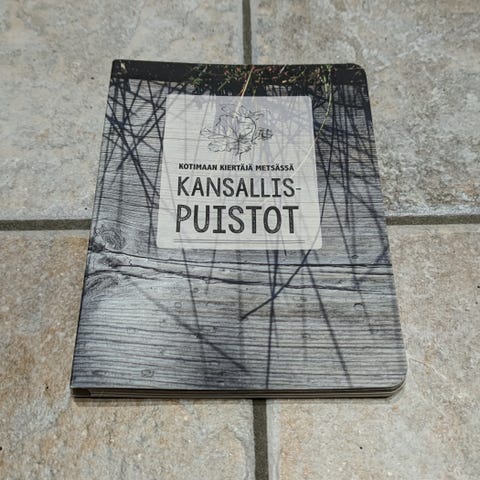 KOTIMAAN KIERTÄJÄ METSÄSSÄ
KANSALLIS-
PUISTOT